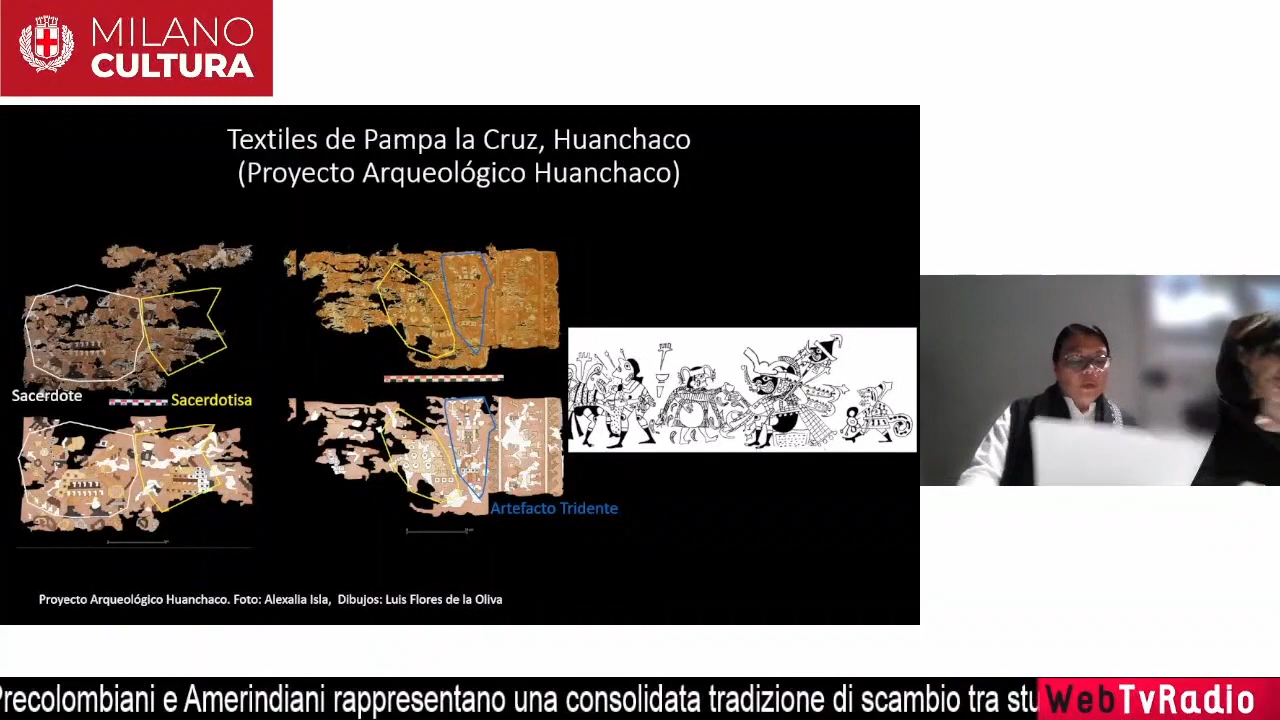 MILANO
CULTURA
Textiles de Pampa la Cruz, Huanchaco
(Proyecto Arqueológico Huanchaco)
Sacerdote
Sacerdotisa
Artefacto Tridente
Proyecto Arqueológico Huanchaco. Foto: Alexalia Isla, Dibujos: Luis Flores de la Oliva
Precolombiani e Amerindiani rappresentano una consolidata tradizione di scambio tra stu
WebTvRadio